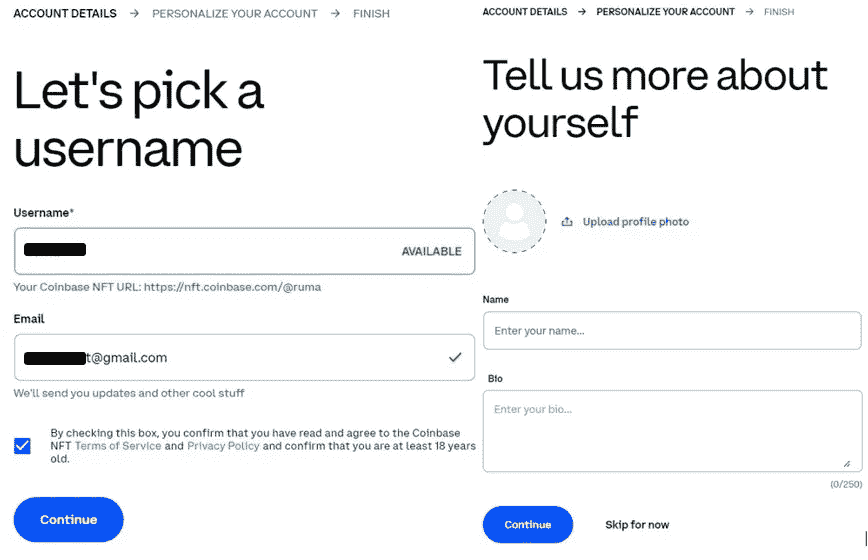 ACCOUNT DETAILS → PERSONALIZE YOUR ACCOUNT → FINISH
Let's pick a
username
Username*
AVAILABLE
Your Coinbase NFT URL: https://nft.coinbase.com/@ruma
Email
t@gmail.com
We'll send you updates and other cool stuff
By checking this box, you confirm that you have read and agree to the Coinbase
NFT Terms of Service and Privacy Policy and confirm that you are at least 18 years
old.
Continue
ACCOUNT DETAILS → PERSONALIZE YOUR ACCOUNT → FINISH
Tell us more about
yourself
Upload profile photo
Name
Enter your name...
Bio
Enter your bio...
(0/250)
Continue
Skip for now